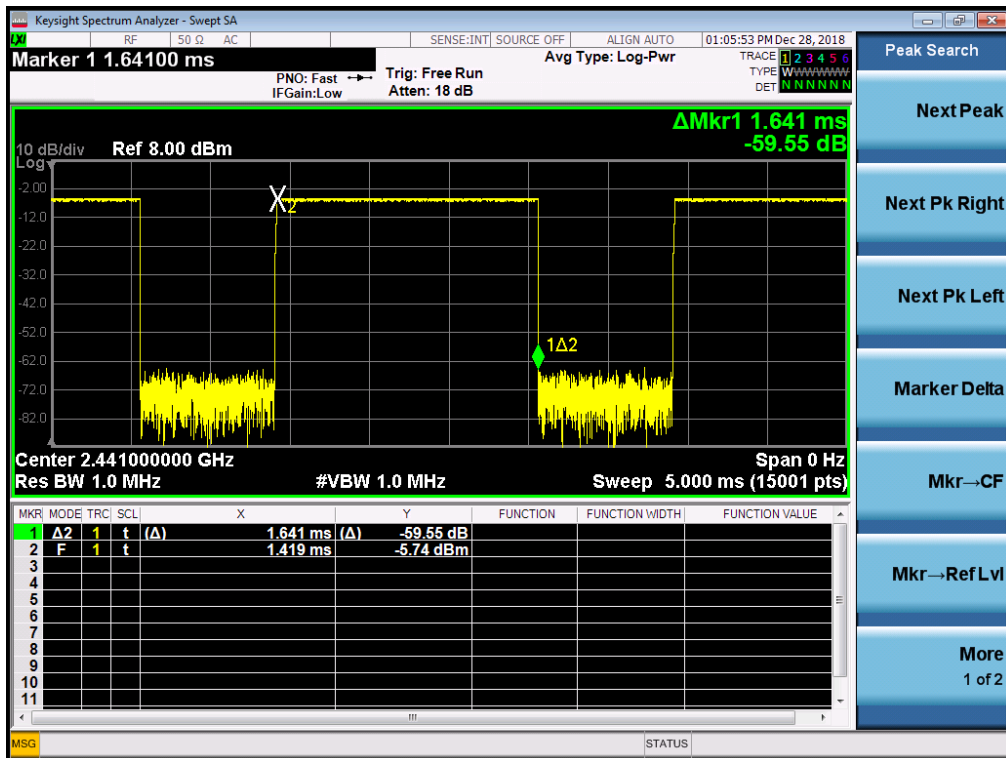 Keysight Spectrum Analyzer - Swept SA
LXI RF 50 Ω AC SENSE:INT SOURCE OFF ALIGN AUTO 01:05:53 PM Dec 28, 2018
Marker 1 1.64100 ms
PNO: Fast
IFGain:Low
Trig: Free Run
Atten: 18 dB
Avg Type: Log-Pwr
TRACE 1 2 3 4 5 6
TYPE WWWWWW
DET N N N N N N
ΔMkr1 1.641 ms
-59.55 dB
10 dB/div Ref 8.00 dBm
Log
-2.00
-12.0
-22.0
-32.0
-42.0
-52.0
-62.0
-72.0
-82.0
X2
1Δ2
Center 2.441000000 GHz Span 0 Hz
Res BW 1.0 MHz #VBW 1.0 MHz Sweep 5.000 ms (15001 pts)
MKR MODE TRC SCL X Y FUNCTION FUNCTION WIDTH FUNCTION VALUE
1 Δ2 1 t (Δ) 1.641 ms (Δ) -59.55 dB
2 F 1 t 1.419 ms -5.74 dBm
3
4
5
6
7
8
9
10
11
MSG STATUS
Peak Search
Next Peak
Next Pk Right
Next Pk Left
Marker Delta
Mkr→CF
Mkr→Ref Lvl
More
1 of 2